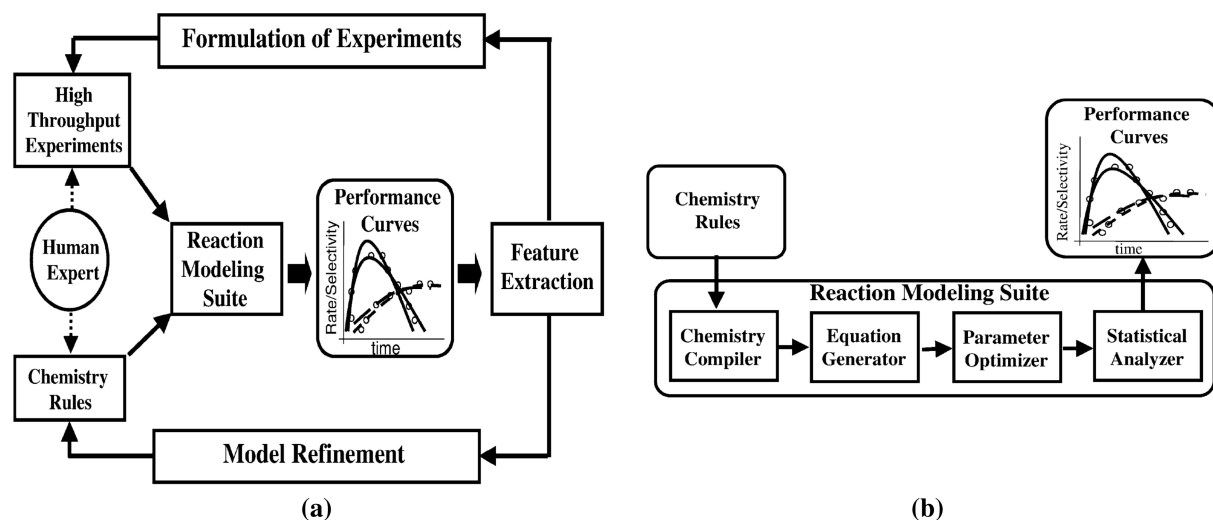 Formulation of Experiments
High
Throughput
Experiments
Human
Expert
Chemistry
Rules
Reaction
Modeling
Suite
Performance
Curves
Rate/Selectivity
time
Feature
Extraction
Model Refinement
(a)
Chemistry
Rules
Performance
Curves
Rate/Selectivity
time
Reaction Modeling Suite
Chemistry
Compiler
Equation
Generator
Parameter
Optimizer
Statistical
Analyzer
(b)